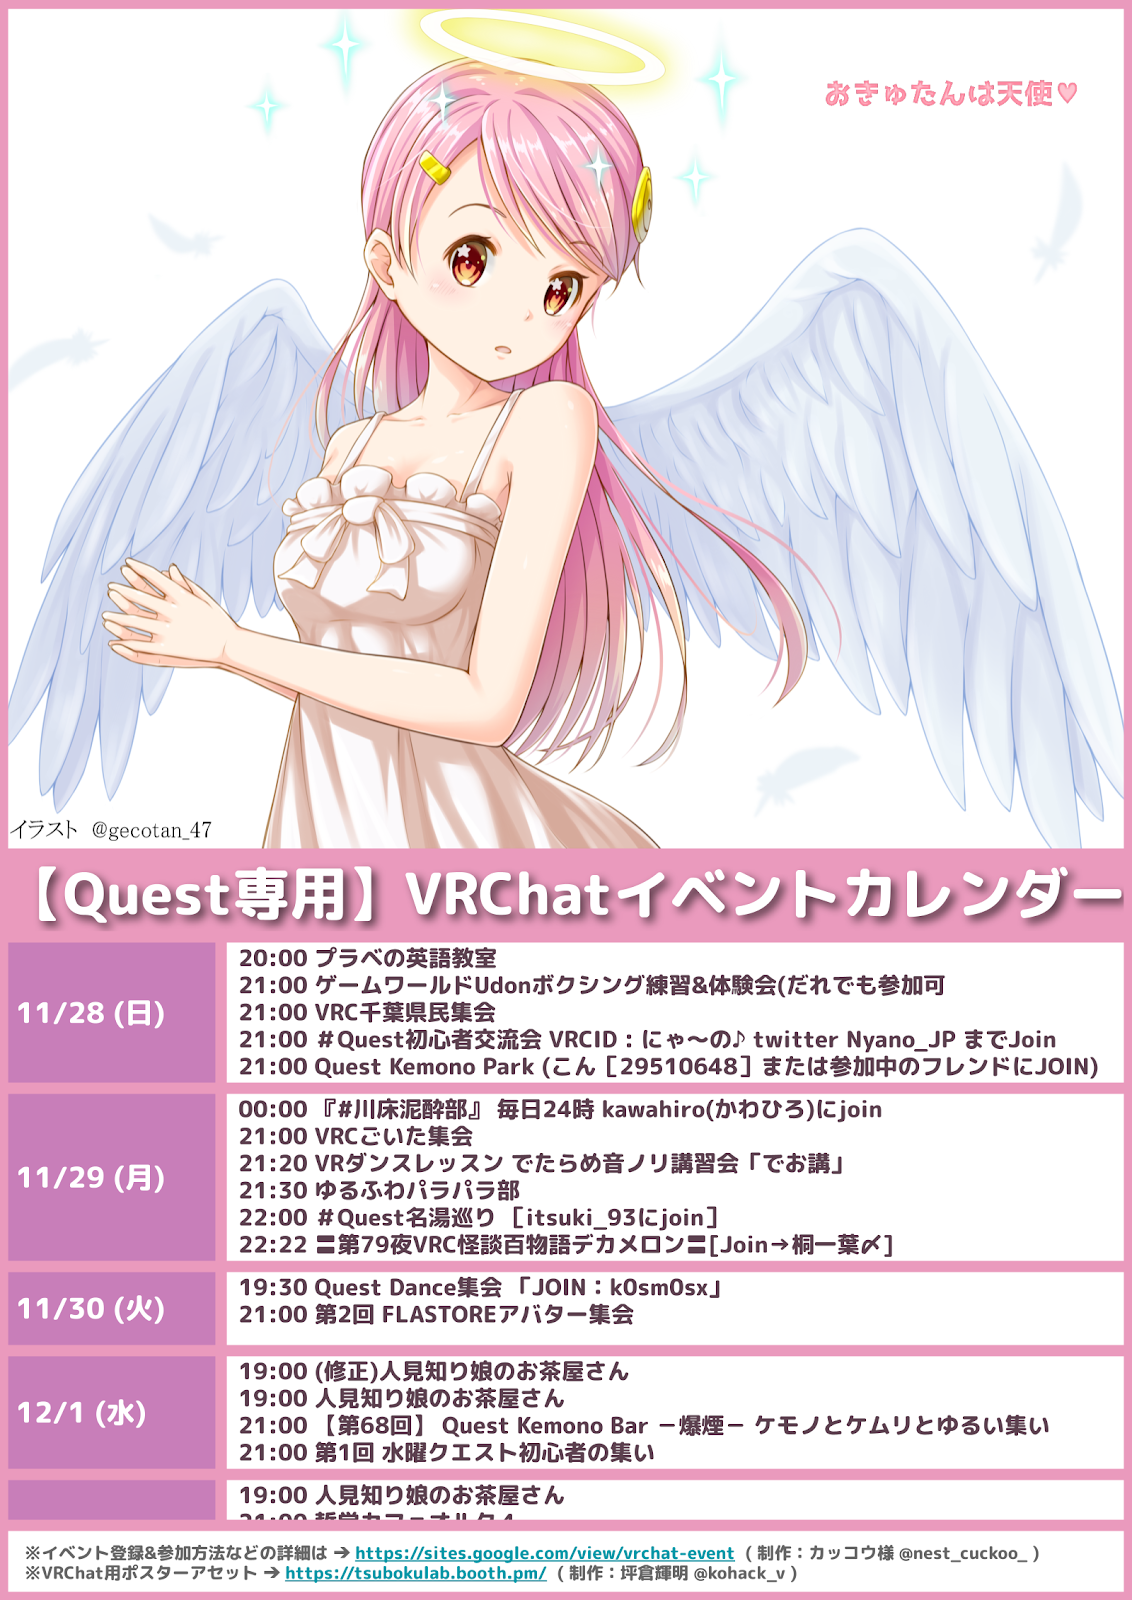 おきゅたんは天使♥
イラスト @gecotan_47
【Quest専用】VRChatイベントカレンダー
11/28 (日)
20:00 プラベの英語教室
21:00 ゲームワールドUdonボクシング練習&体験会(だれでも参加可
21:00 VRC千葉県民集会
21:00 #Quest初心者交流会 VRCID：にゃ～の♪ twitter Nyano_JP までJoin
21:00 Quest Kemono Park (こん［29510648］または参加中のフレンドにJOIN)
11/29 (月)
00:00 『#川床泥酔部』 毎日24時 kawahiro(かわひろ)にjoin
21:00 VRCごいた集会
21:20 VRダンスレッスン でたらめ音ノリ講習会「でお講」
21:30 ゆるふわパラパラ部
22:00 #Quest名湯巡り ［itsuki_93にjoin］
22:22 〓第79夜VRC怪談百物語デカメロン〓[Join→桐一葉〆]
11/30 (火)
19:30 Quest Dance集会 「JOIN：k0sm0sx」
21:00 第2回 FLASTOREアバター集会
12/1 (水)
19:00 (修正)人見知り娘のお茶屋さん
19:00 人見知り娘のお茶屋さん
21:00 【第68回】 Quest Kemono Bar －爆煙－ ケモノとケムリとゆるい集い
21:00 第1回 水曜クエスト初心者の集い
19:00 人見知り娘のお茶屋さん
21:00
※イベント登録&参加方法などの詳細は → https://sites.google.com/view/vrchat-event （制作：カッコウ様 @nest_cuckoo_ ）
※VRChat用ポスターアセット → https://tsubokulab.booth.pm/ （制作：坪倉輝明 @kohack_v ）